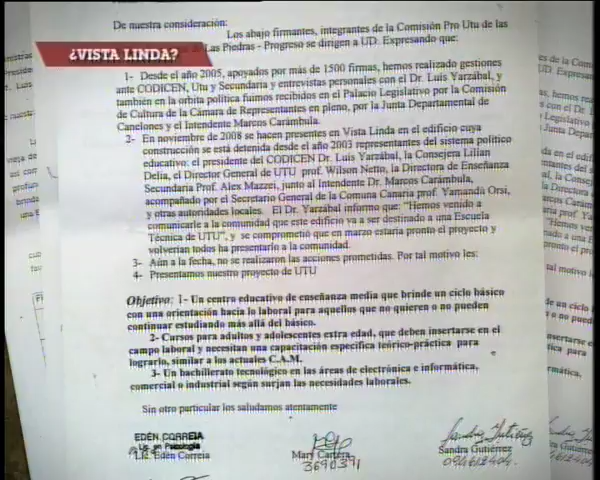 De nuestra consideración:
Los abajo firmantes, integrantes de la Comisión Pro Utu de las
de Las Piedras - Progreso se dirigen a UD. Expresando que:
¿VISTA LINDA?
1- Desde el año 2005, apoyados por más de 1500 firmas, hemos realizado gestiones
ante CODICEN, Utu y Secundaria y entrevistas personales con el Dr. Luis Yarzábal, y
también en la orbita política fuimos recibidos en el Palacio Legislativo por la Comisión
de Cultura de la Cámara de Representantes en pleno, por la Junta Departamental de
Canelones y el Intendente Marcos Carámbula.
2- En noviembre de 2008 se hacen presentes en Vista Linda en el edificio cuya
construcción se está detenida desde el año 2003 representantes del sistema político
educativo: el presidente del CODICEN Dr. Luis Yarzábal, la Consejera Lilian
Delia, el Director General de UTU prof. Wilson Netto, la Directora de Enseñanza
Secundaria Prof. Alex Mazzei, junto al Intendente Dr. Marcos Carámbula,
acompañado por el Secretario General de la Comuna Canaria prof. Yamandú Orsi,
y otras autoridades locales. El Dr. Yarzábal informo que: "Hemos venido a
comunicarle a la comunidad que este edificio va a ser destinado a una Escuela
Técnica de UTU", y se comprometió que en marzo estaría pronto el proyecto y
volverían todos ha presentarlo a la comunidad.
3- Aún a la fecha, no se realizaron las acciones prometidas. Por tal motivo les:
4- Presentamos nuestro proyecto de UTU
Objetivo: 1- Un centro educativo de enseñanza media que brinde un ciclo básico
con una orientación hacia lo laboral para aquellos que no quieren o no pueden
continuar estudiando más allá del básico.
2- Cursos para adultos y adolescentes extra edad, que deben insertarse en el
campo laboral y necesitan una capacitación específica teórico-práctica para
lograrlo, similar a los actuales C.A.M.
3- Un bachillerato tecnológico en las áreas de electrónica e informática,
comercial o industrial según surjan las necesidades laborales.
Sin otro particular los saludamos atentamente
EDÉN CORREIA
Lic. en Psicología
Lic. Edén Correia
Mary
3690391
Sandra Gutiérrez
Sandra Gutiérrez